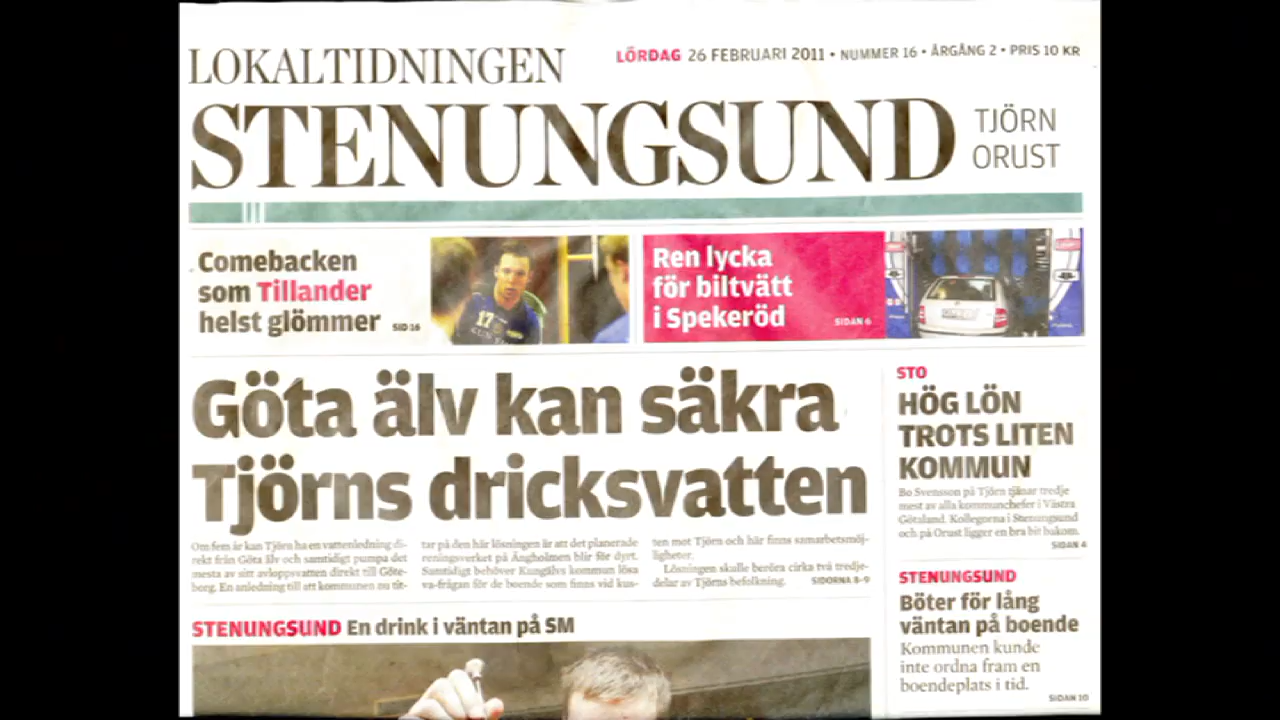 LOKALTIDNINGEN
LÖRDAG 26 FEBRUARI 2011 • NUMMER 16 • ÅRGÅNG 2 • PRIS 10 KR
STENUNGSUND
TJÖRN
ORUST
Comebacken
som Tillander
helst glömmer SID 16
17
Ren lycka
för biltvätt
i Spekeröd SIDAN 6
Göta älv kan säkra
Tjörns dricksvatten
Om fem år kan Tjörn ha en vattenledning di-
rekt från Göta älv och samtidigt pumpa det
mesta av sitt avloppsvatten direkt till Göte-
borg. En anledning till att kommunen nu tit-
tar på den här lösningen är att det planerade
reningsverket på Ängholmen blir för dyrt.
Samtidigt behöver Kungälvs kommun lösa
va-frågan för de boende som finns vid kus-
ten mot Tjörn och här finns samarbetsmöj-
ligheter.
Lösningen skulle beröra cirka två tredje-
delar av Tjörns befolkning. SIDORNA 8-9
STO
HÖG LÖN
TROTS LITEN
KOMMUN
Bo Svensson på Tjörn tjänar tredje
mest av alla kommunchefer i Västra
Götaland. Kollegorna i Stenungsund
och på Orust ligger en bra bit bakom.
SIDAN 4
STENUNGSUND
Böter för lång
väntan på boende
Kommunen kunde
inte ordna fram en
boendeplats i tid.
SIDAN 10
STENUNGSUND En drink i väntan på SM